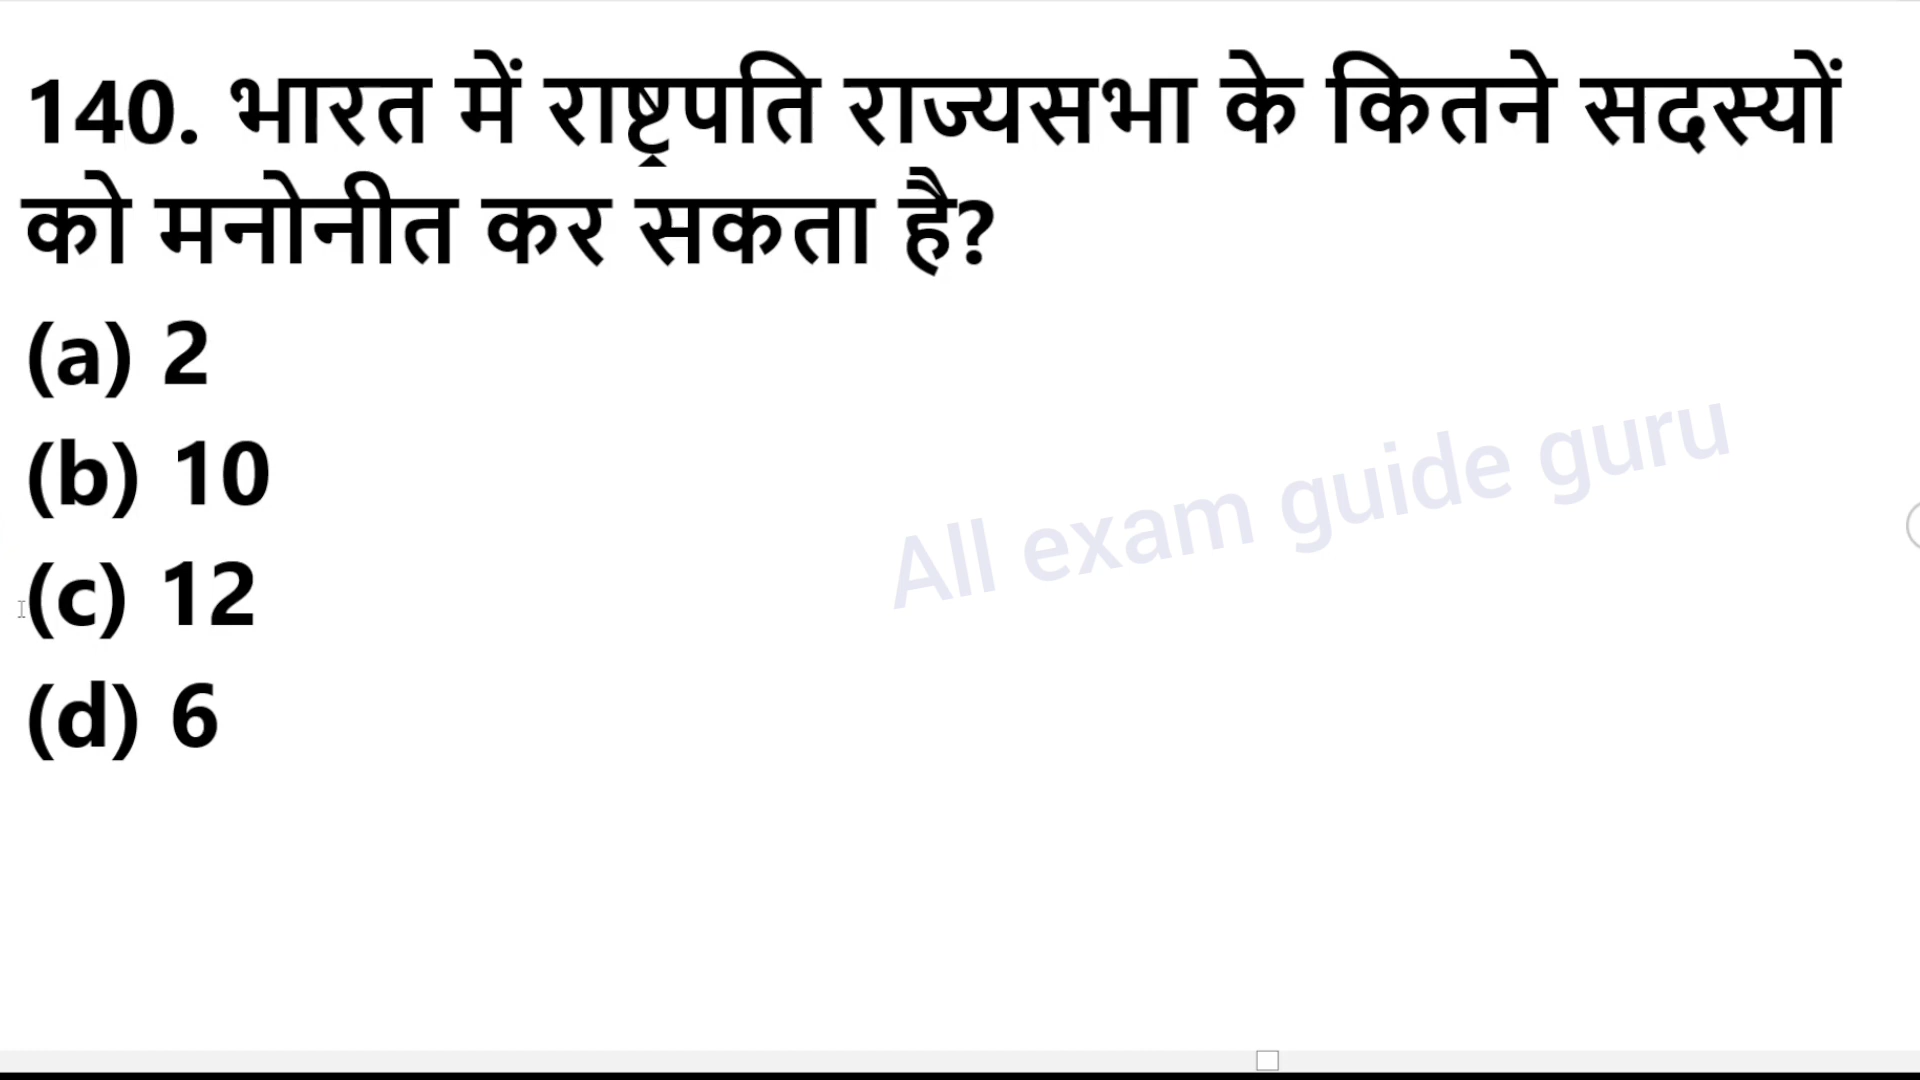 140. भारत में राष्ट्रपति राज्यसभा के कितने सदस्यों
को मनोनीत कर सकता है?
(a) 2
(b) 10
(c) 12
(d) 6
All exam guide guru